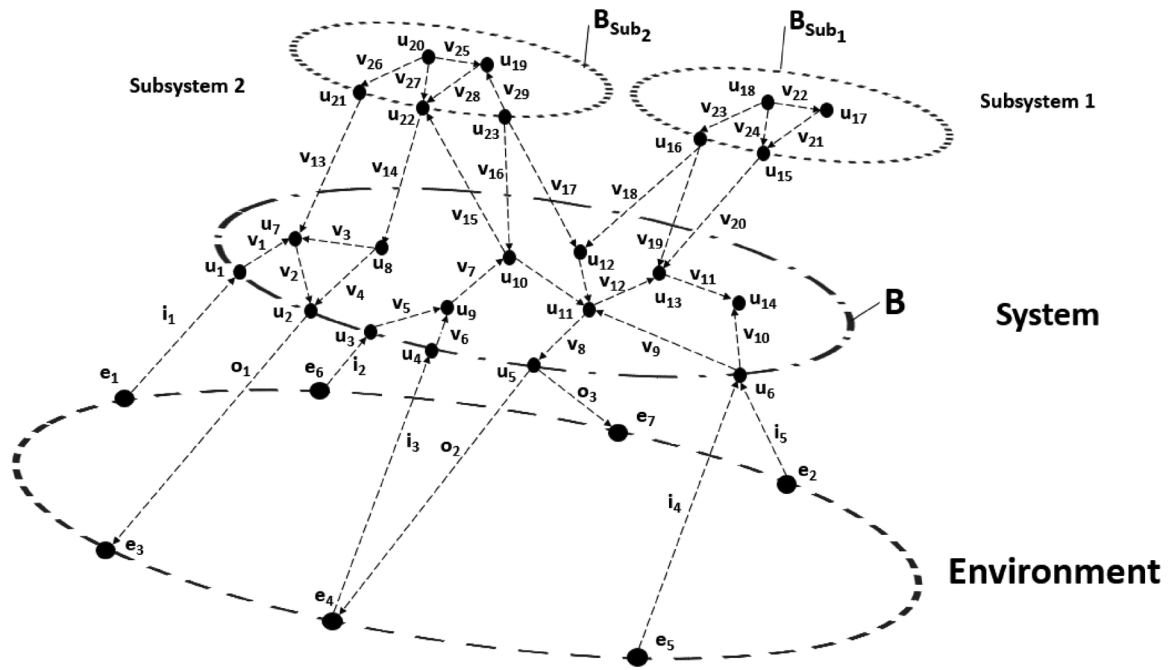 B_Sub2
B_Sub1
u20
v25
u19
v26
v27
v28
v29
Subsystem 2
u21
u22
u23
u18
v22
u17
Subsystem 1
v23
v24
v21
u16
u15
v13
v14
v16
v17
v18
v15
v19
v20
u7
v3
v1
u8
u1
v2
v4
v7
u10
u12
v12
u13
v11
u14
u2
v5
u9
u11
B
System
i1
u3
v6
v8
v9
v10
u4
i2
u5
u6
e1
o1
e6
o3
e7
i3
o2
i5
e2
i4
e3
Environment
e4
e5